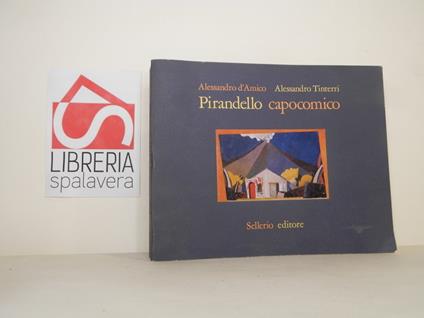 LIBRERIA
spalavera
Alessandro d'Amico Alessandro Tinterri
Pirandello capocomico
Sellerio editore